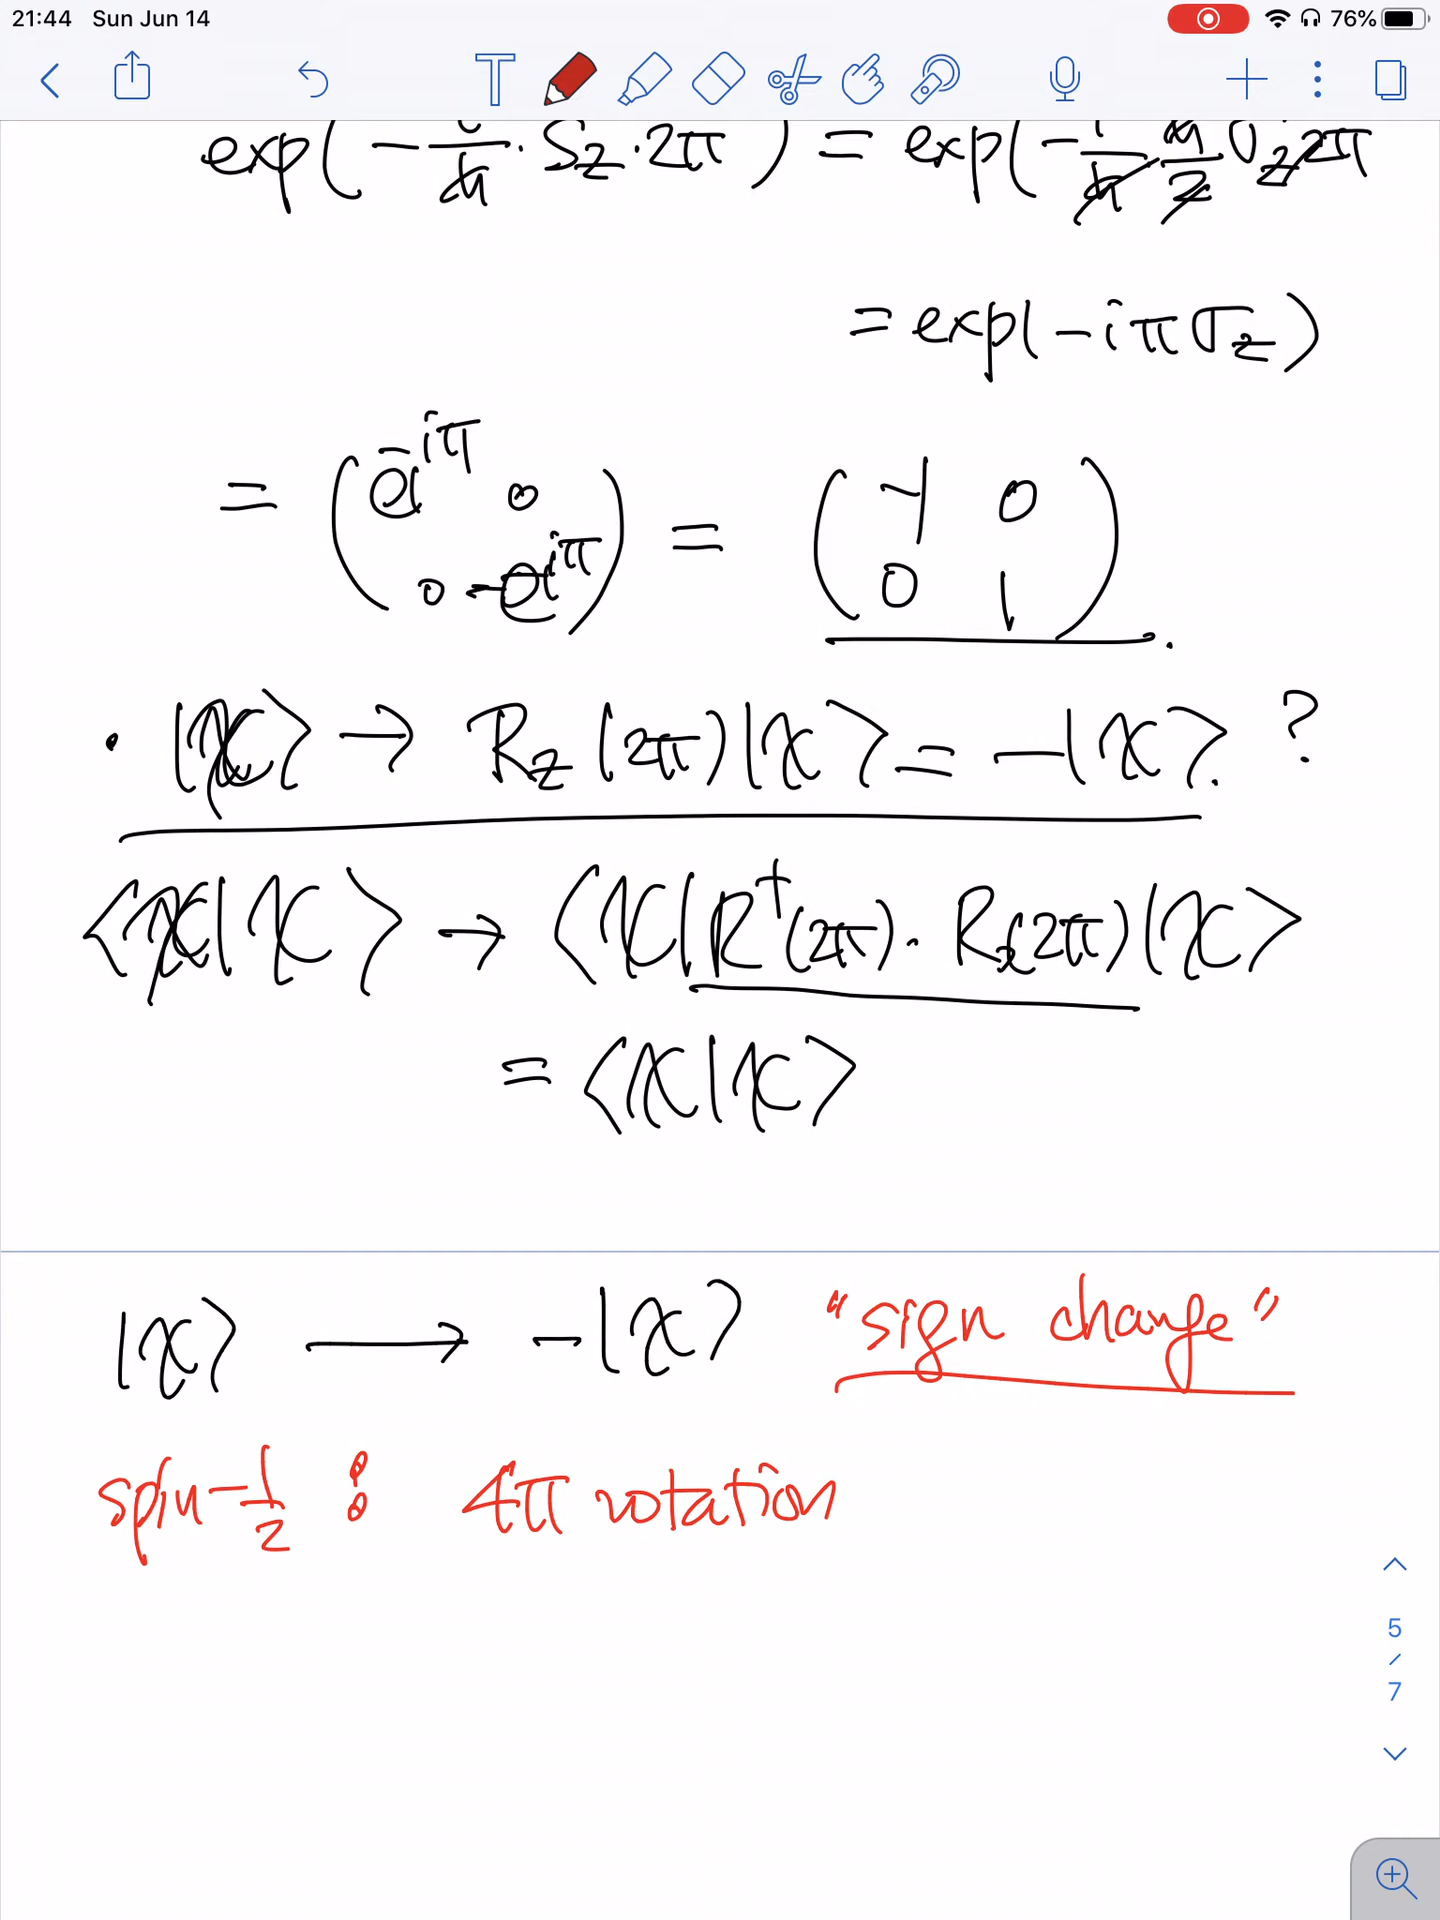 21:44 Sun Jun 14 76%
exp(-i/ħ · S_z · 2π) = exp(-i/ħ ħ/2 σ_z 2π
= exp(-iπσ_z)
= (e^-iπ 0 0 -e^iπ) = (-1 0 0 1).
· |χ⟩ → R_z(2π)|χ⟩ = -|χ⟩. ?
⟨χ|χ⟩ → ⟨χ|R†(2π) · R_z(2π)|χ⟩
= ⟨χ|χ⟩
|χ⟩ → -|χ⟩ "sign change"
spin-1/2 : 4π rotation
5
/
7